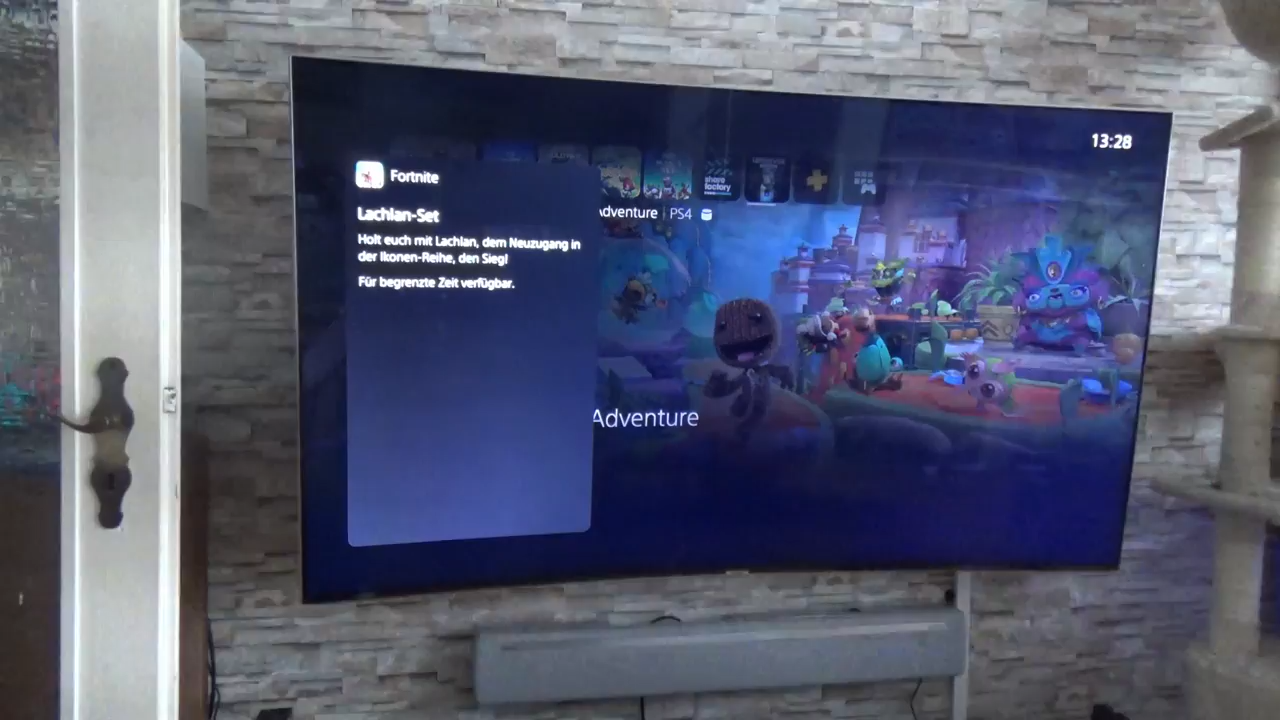 13:28
Fortnite
share
factory
Lachlan-Set
Adventure | PS4
Holt euch mit Lachlan, dem Neuzugang in
der Ikonen-Reihe, den Sieg!
Für begrenzte Zeit verfügbar.
Adventure